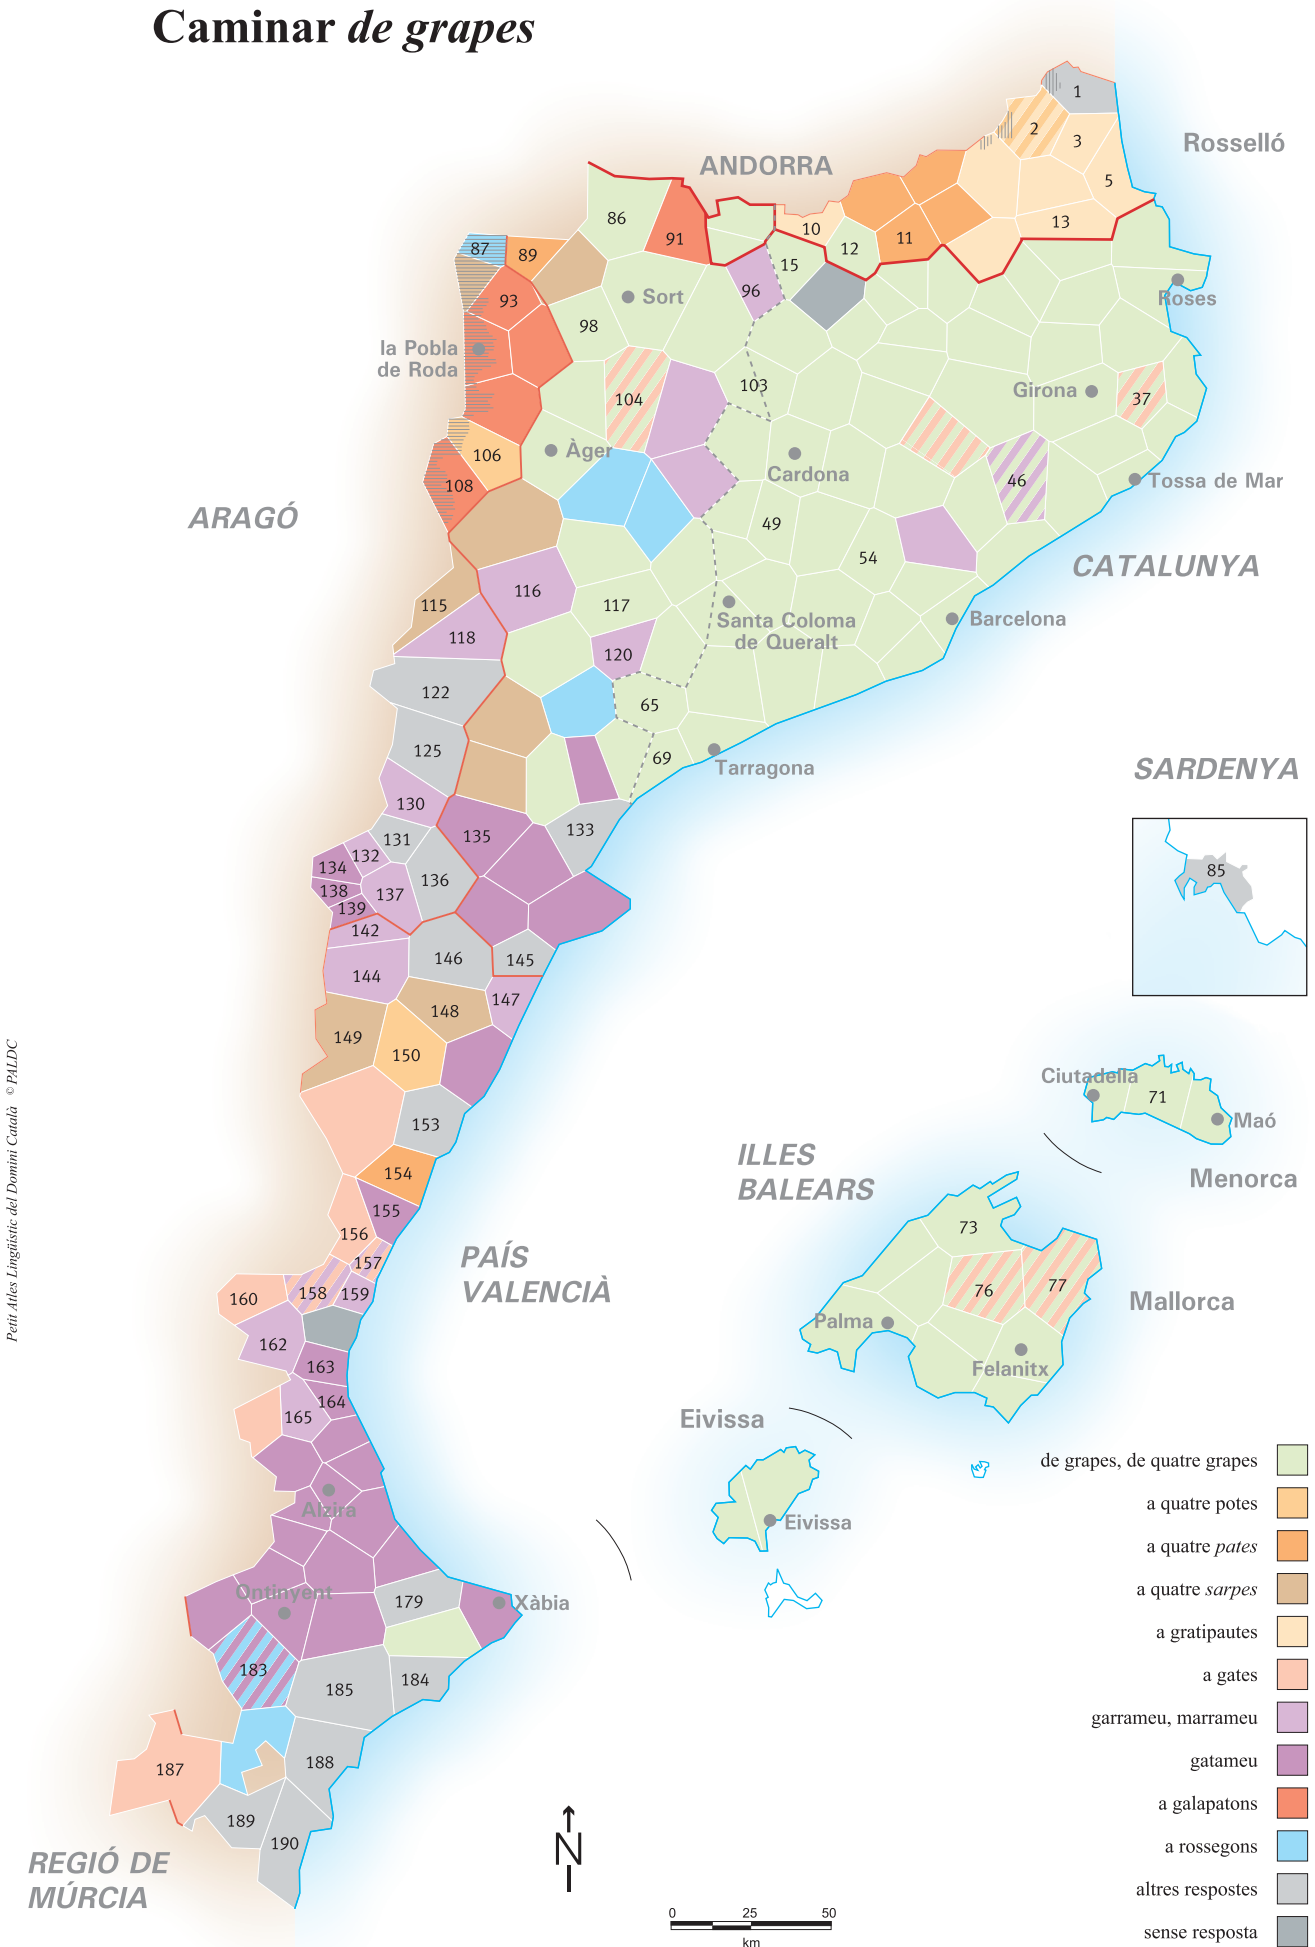 Caminar de grapes
1
2
3
Rosselló
ANDORRA
5
86
10
13
91
12
11
87
89
15
96
Roses
93
Sort
98
la Pobla
de Roda
103
Girona
104
37
106
Àger
Cardona
108
46
Tossa de Mar
ARAGÓ
49
54
CATALUNYA
116
115
117
Santa Coloma
de Queralt
Barcelona
118
120
122
65
125
69
Tarragona
SARDENYA
130
133
135
131
132
134
136
85
138
137
139
142
146
145
144
147
148
149
150
153
Ciutadella
71
Maó
154
ILLES
BALEARS
Menorca
155
156
73
157
PAÍS
VALENCIÀ
158
159
160
76
77
Mallorca
162
Palma
163
Felanitx
164
165
Eivissa
Alzira
Eivissa
Ontinyent
179
Xàbia
183
185
184
187
188
189
190
REGIÓ DE
MÚRCIA
N
0 25 50
km
de grapes, de quatre grapes
a quatre potes
a quatre pates
a quatre sarpes
a gratipautes
a gates
garrameu, marrameu
gatameu
a galapatons
a rossegons
altres respostes
sense resposta
Petit Atles Lingüístic del Domini Català © PALDC